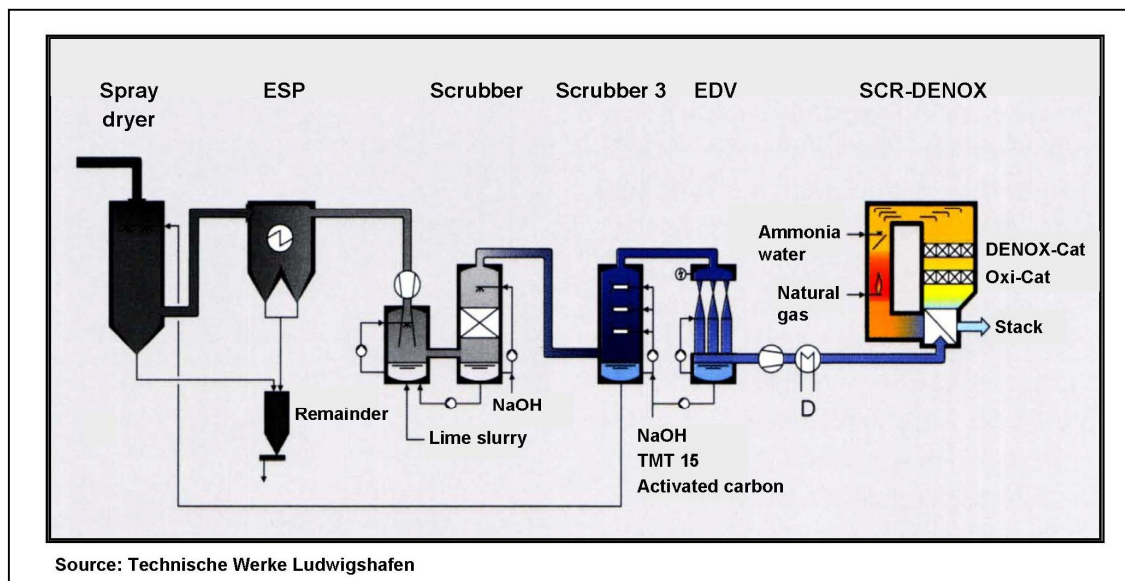 Spray
dryer
ESP
Scrubber
Scrubber 3
EDV
SCR-DENOX
Ammonia
water
DENOX-Cat
Oxi-Cat
Natural
gas
Stack
Remainder
NaOH
Lime slurry
D
NaOH
TMT 15
Activated carbon
Source: Technische Werke Ludwigshafen